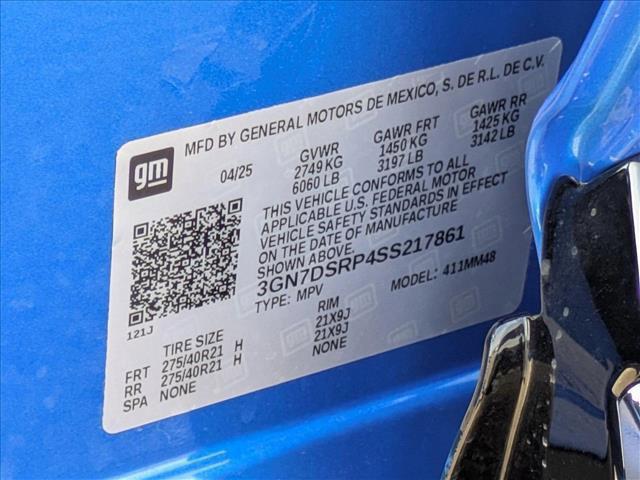 gm
MFD BY GENERAL MOTORS DE MEXICO, S. DE R.L. DE C.V.
04/25 GVWR GAWR FRT GAWR RR
2749 KG 1450 KG 1425 KG
6060 LB 3197 LB 3142 LB
THIS VEHICLE CONFORMS TO ALL
APPLICABLE U.S. FEDERAL MOTOR
VEHICLE SAFETY STANDARDS IN EFFECT
ON THE DATE OF MANUFACTURE
3GN7DSRP4SS217861
TYPE: MPV MODEL: 411MM48
121J
TIRE SIZE RIM
FRT 275/40R21 H 21X9J
RR 275/40R21 H 21X9J
SPA NONE NONE